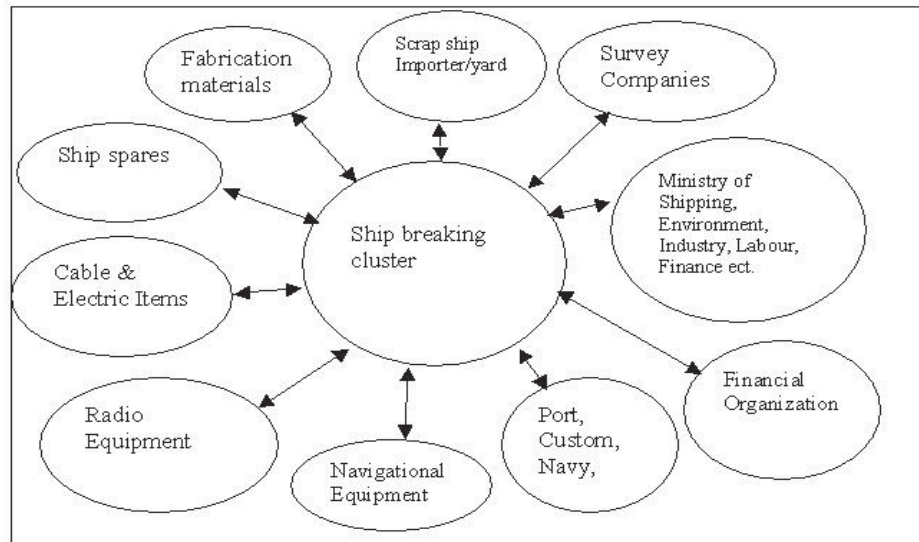 Fabrication
materials
Scrap ship
Importer/yard
Survey
Companies
Ship spares
Ministry of
Shipping,
Environment,
Industry, Labour,
Finance ect.
Ship breaking
cluster
Cable &
Electric Items
Financial
Organization
Radio
Equipment
Port,
Custom,
Navy,
Navigational
Equipment